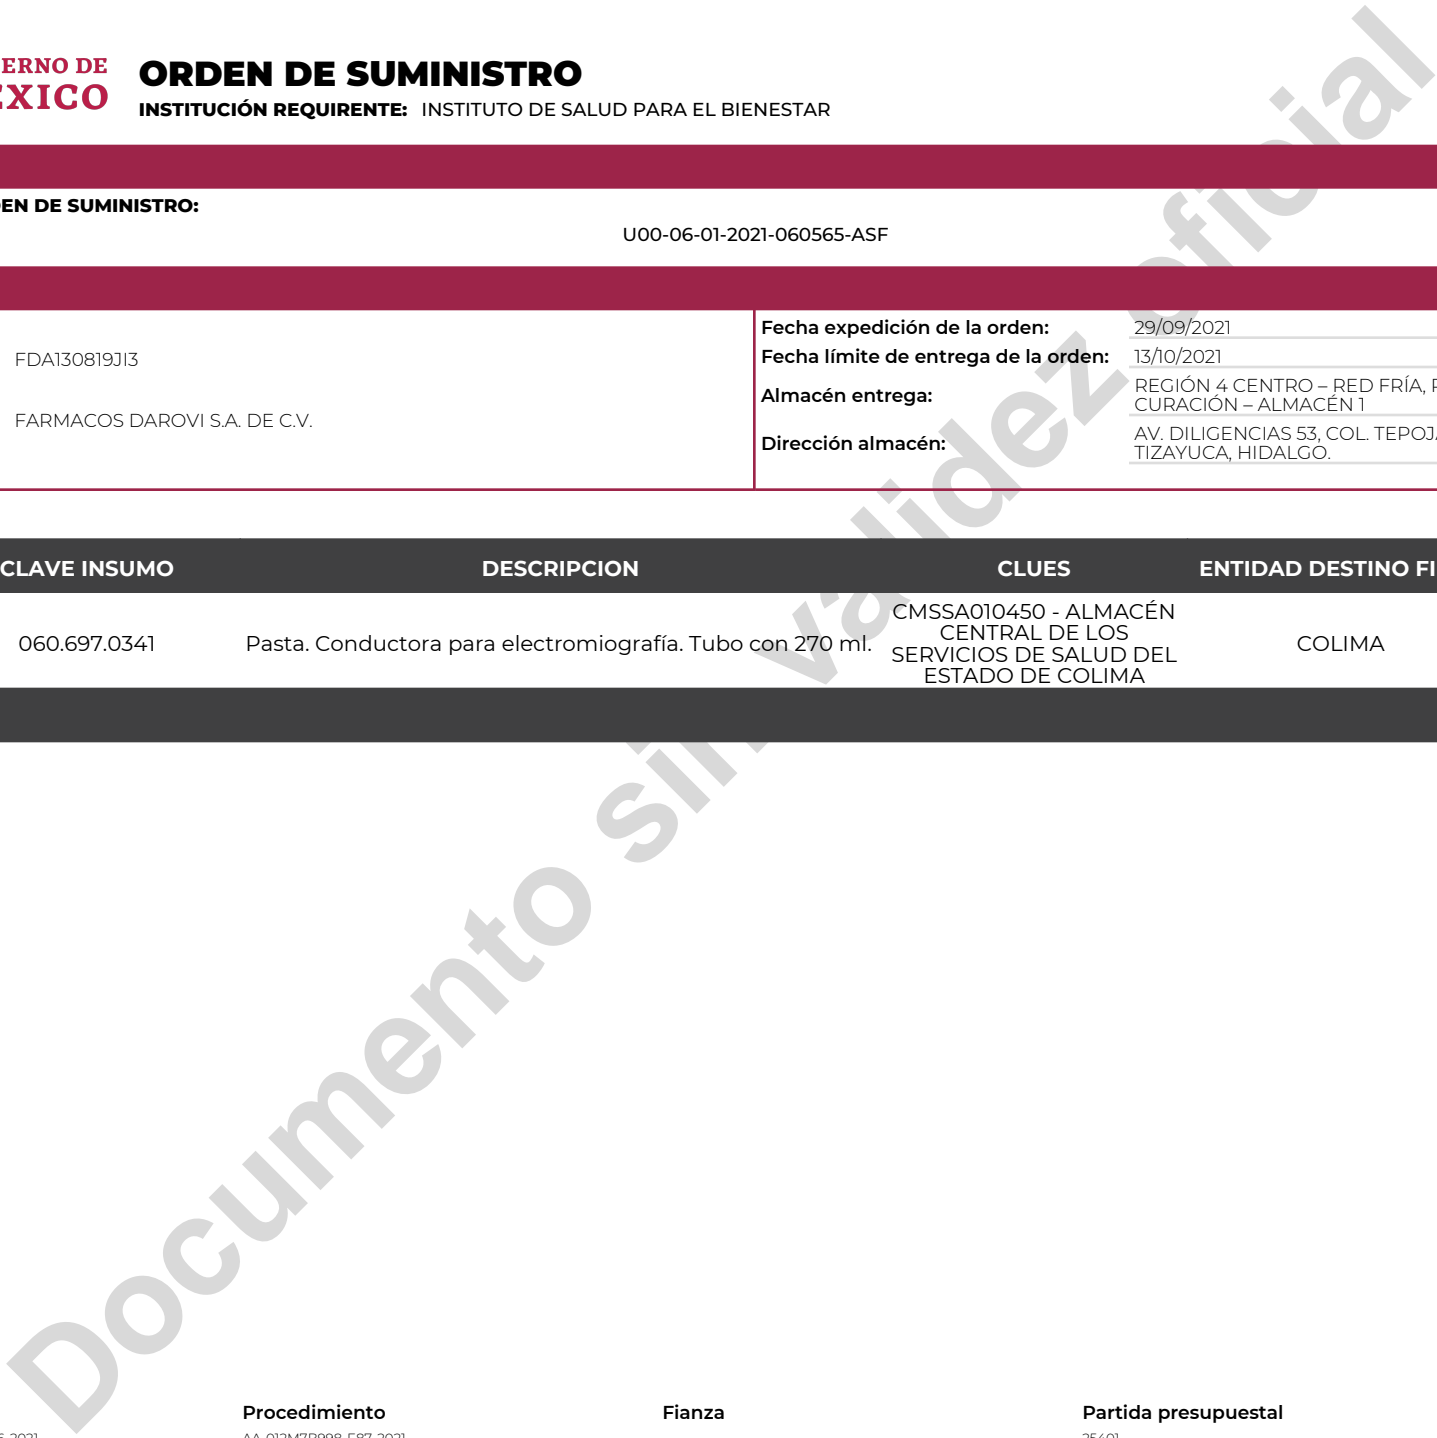 ERNO DE
ÉXICO
ORDEN DE SUMINISTRO
INSTITUCIÓN REQUIRENTE: INSTITUTO DE SALUD PARA EL BIENESTAR
EN DE SUMINISTRO:
U00-06-01-2021-060565-ASF
FDA130819JI3
FARMACOS DAROVI S.A. DE C.V.
Fecha expedición de la orden: 29/09/2021
Fecha límite de entrega de la orden: 13/10/2021
Almacén entrega: REGIÓN 4 CENTRO – RED FRÍA,
CURACIÓN – ALMACÉN 1
Dirección almacén: AV. DILIGENCIAS 53, COL. TEPOJA
TIZAYUCA, HIDALGO.
CLAVE INSUMO DESCRIPCION CLUES ENTIDAD DESTINO FI
060.697.0341 Pasta. Conductora para electromiografía. Tubo con 270 ml. CMSSA010450 - ALMACÉN
CENTRAL DE LOS
SERVICIOS DE SALUD DEL
ESTADO DE COLIMA
COLIMA
Documento sin validez oficial
Procedimiento Fianza Partida presupuestal